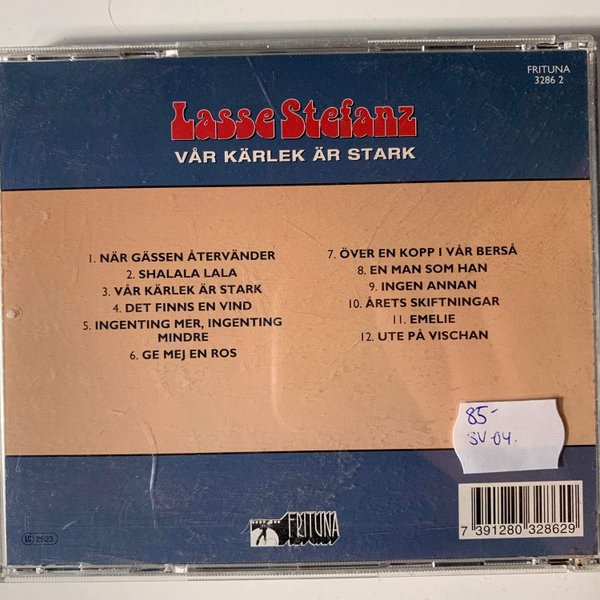 FRITUNA
3286 2
Lasse Stefanz
VÅR KÄRLEK ÄR STARK
1. NÄR GÄSSEN ÅTERVÄNDER
2. SHALALA LALA
3. VÅR KÄRLEK ÄR STARK
4. DET FINNS EN VIND
5. INGENTING MER, INGENTING
MINDRE
6. GE MEJ EN ROS
7. ÖVER EN KOPP I VÅR BERSÅ
8. EN MAN SOM HAN
9. INGEN ANNAN
10. ÅRETS SKIFTNINGAR
11. EMELIE
12. UTE PÅ VISCHAN
85-
SV 04.
LC 2523
FRITUNA
7 391280 328629